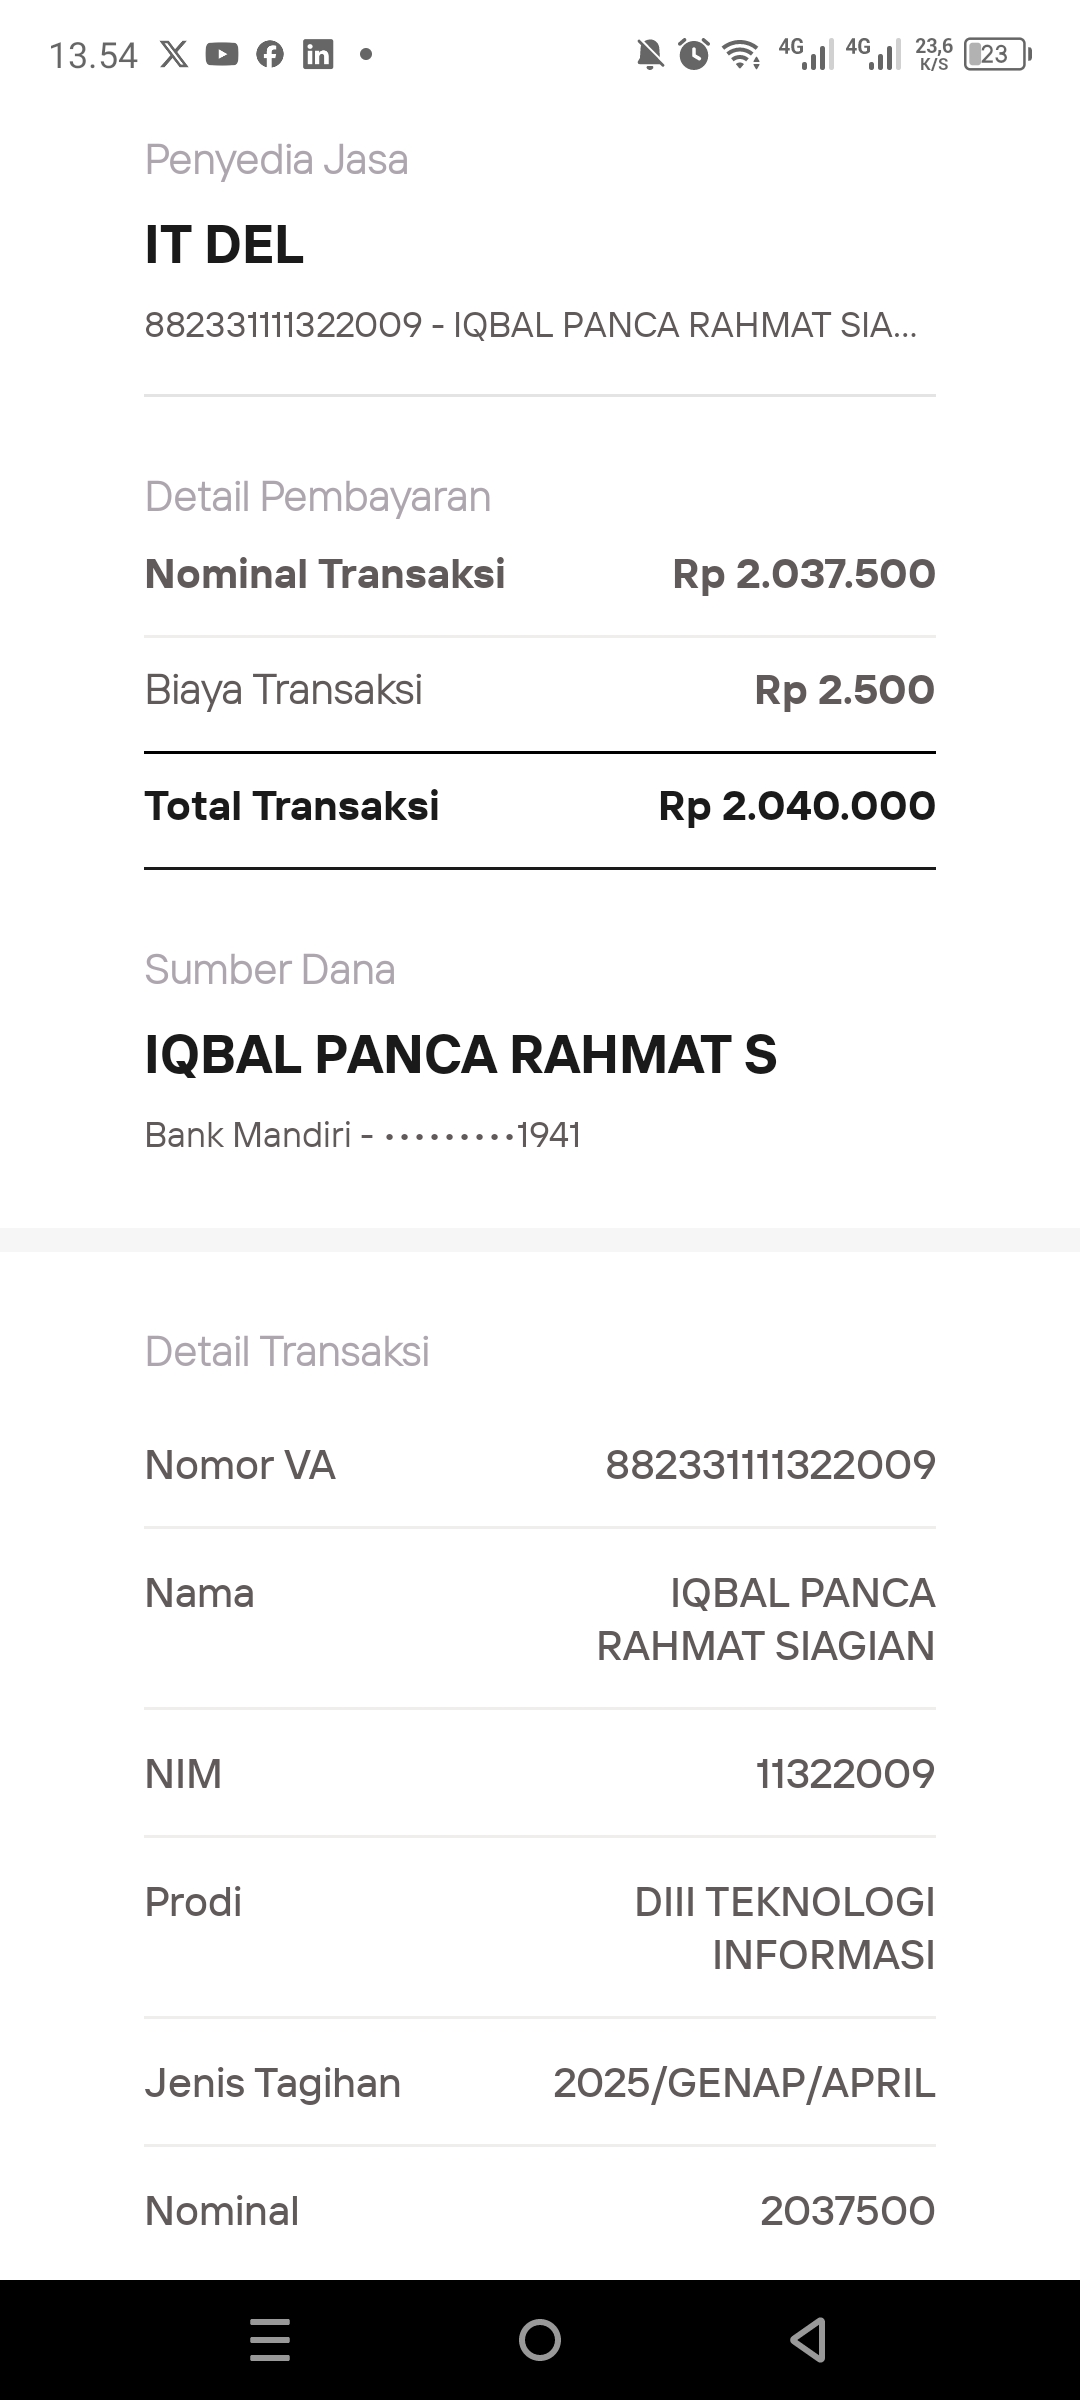 13.54
4G 4G 23,6 K/S 23
Penyedia Jasa
IT DEL
882331111322009 - IQBAL PANCA RAHMAT SIA...
Detail Pembayaran
Nominal Transaksi Rp 2.037.500
Biaya Transaksi Rp 2.500
Total Transaksi Rp 2.040.000
Sumber Dana
IQBAL PANCA RAHMAT S
Bank Mandiri - •••••••••1941
Detail Transaksi
Nomor VA 882331111322009
Nama IQBAL PANCA
RAHMAT SIAGIAN
NIM 11322009
Prodi DIII TEKNOLOGI
INFORMASI
Jenis Tagihan 2025/GENAP/APRIL
Nominal 2037500